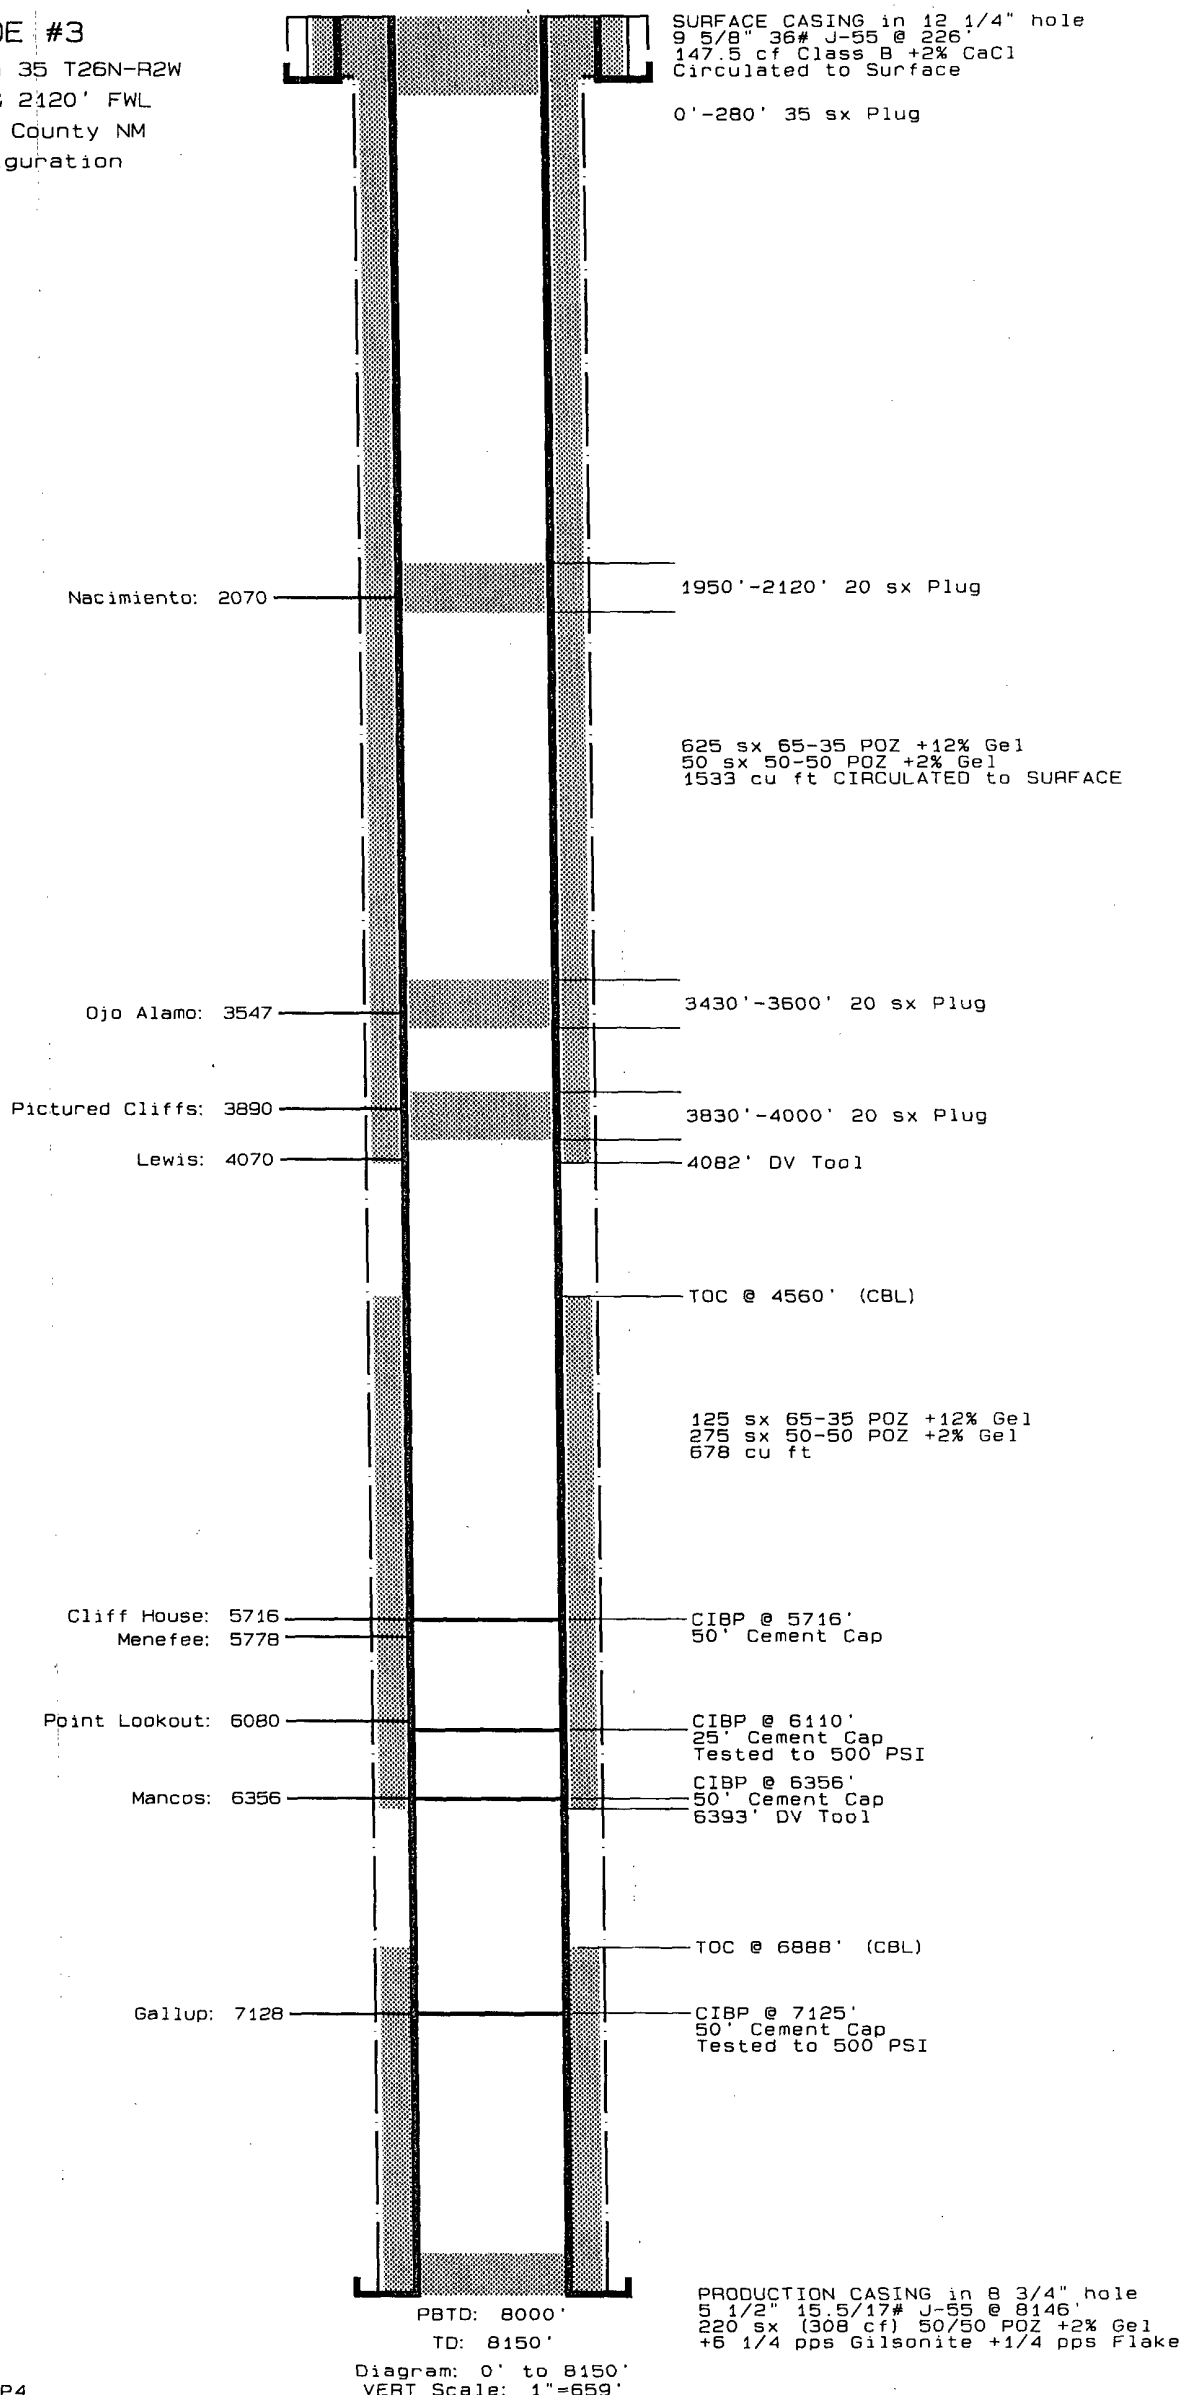 #3
35 T26N-R2W
2120' FWL
County NM
SURFACE CASING in 12 1/4" hole
9 5/8" 36# J-55 @ 226'
147.5 cf Class B +2% CaCl
Circulated to Surface
0'-280' 35 sx Plug
Nacimiento: 2070
1950'-2120' 20 sx Plug
625 sx 65-35 POZ +12% Gel
50 sx 50-50 POZ +2% Gel
1533 cu ft CIRCULATED to SURFACE
Ojo Alamo: 3547
3430'-3600' 20 sx Plug
Pictured Cliffs: 3890
3830'-4000' 20 sx Plug
Lewis: 4070
4082' DV Tool
TOC @ 4560' (CBL)
125 sx 65-35 POZ +12% Gel
275 sx 50-50 POZ +2% Gel
678 cu ft
Cliff House: 5716
Menefee: 5778
CIBP @ 5716'
50' Cement Cap
Point Lookout: 6080
CIBP @ 6110'
25' Cement Cap
Tested to 500 PSI
Mancos: 6356
CIBP @ 6356'
50' Cement Cap
6393' DV Tool
TOC @ 6888' (CBL)
Gallup: 7128
CIBP @ 7125'
50' Cement Cap
Tested to 500 PSI
PRODUCTION CASING in 8 3/4" hole
5 1/2" 15.5/17# J-55 @ 8146'
220 sx (308 cf) 50/50 POZ +2% Gel
+6 1/4 pps Gilsonite +1/4 pps Flake
PBTD: 8000'
TD: 8150'
Diagram: 0' to 8150'
VERT Scale: 1"=659'
P4